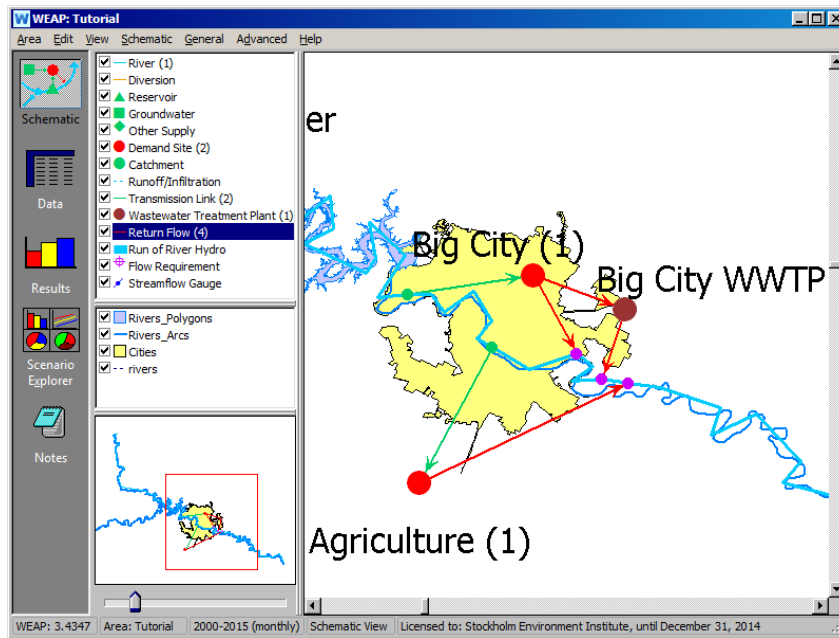 WEAP: Tutorial
Area Edit View Schematic General Advanced Help
Schematic
Data
Results
Scenario
Explorer
Notes
River (1)
Diversion
Reservoir
Groundwater
Other Supply
Demand Site (2)
Catchment
Runoff/Infiltration
Transmission Link (2)
Wastewater Treatment Plant (1)
Return Flow (4)
Run of River Hydro
Flow Requirement
Streamflow Gauge
Rivers_Polygons
Rivers_Arcs
Cities
rivers
er
Big City (1)
Big City WWTP
Agriculture (1)
WEAP: 3.4347 Area: Tutorial 2000-2015 (monthly) Schematic View Licensed to: Stockholm Environment Institute, until December 31, 2014